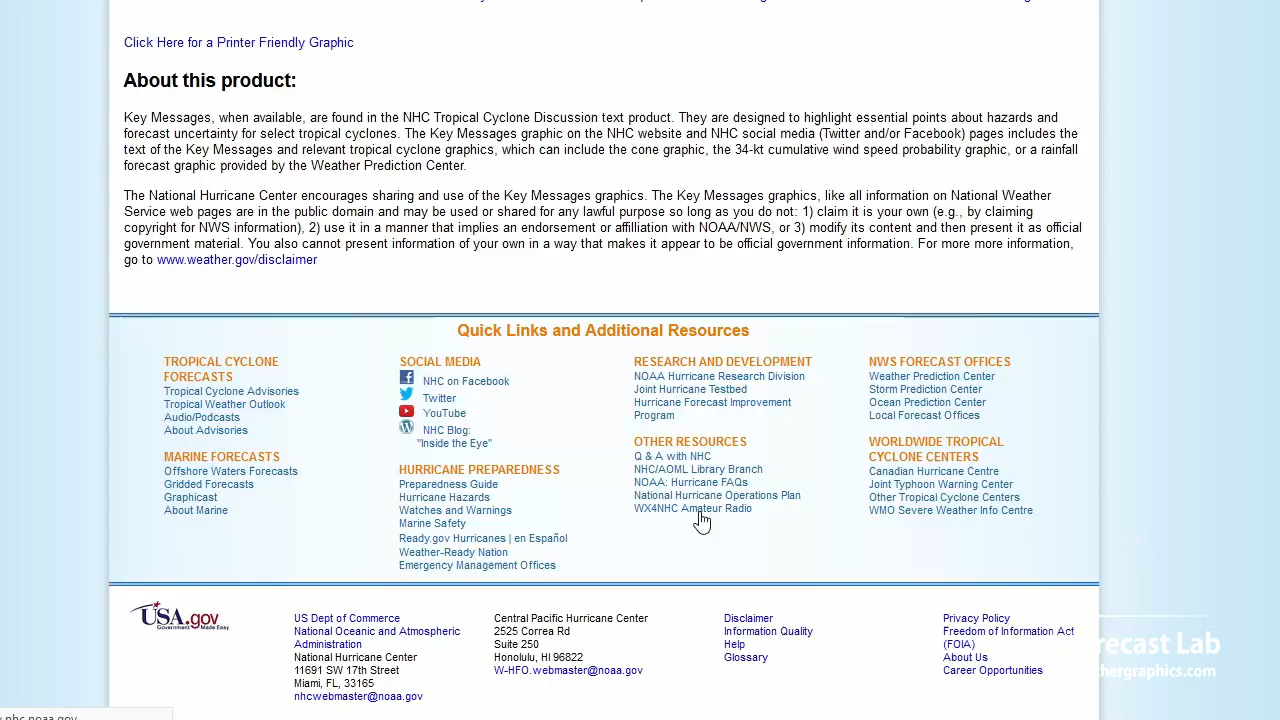 Click Here for a Printer Friendly Graphic
About this product:
Key Messages, when available, are found in the NHC Tropical Cyclone Discussion text product. They are designed to highlight essential points about hazards and
forecast uncertainty for select tropical cyclones. The Key Messages graphic on the NHC website and NHC social media (Twitter and/or Facebook) pages includes the
text of the Key Messages and relevant tropical cyclone graphics, which can include the cone graphic, the 34-kt cumulative wind speed probability graphic, or a rainfall
forecast graphic provided by the Weather Prediction Center.
The National Hurricane Center encourages sharing and use of the Key Messages graphics. The Key Messages graphics, like all information on National Weather
Service web pages are in the public domain and may be used or shared for any lawful purpose so long as you do not: 1) claim it is your own (e.g., by claiming
copyright for NWS information), 2) use it in a manner that implies an endorsement or affilliation with NOAA/NWS, or 3) modify its content and then present it as official
government material. You also cannot present information of your own in a way that makes it appear to be official government information. For more more information,
go to www.weather.gov/disclaimer
Quick Links and Additional Resources
TROPICAL CYCLONE
FORECASTS
Tropical Cyclone Advisories
Tropical Weather Outlook
Audio/Podcasts
About Advisories
MARINE FORECASTS
Offshore Waters Forecasts
Gridded Forecasts
Graphicast
About Marine
SOCIAL MEDIA
NHC on Facebook
Twitter
YouTube
NHC Blog:
"Inside the Eye"
HURRICANE PREPAREDNESS
Preparedness Guide
Hurricane Hazards
Watches and Warnings
Marine Safety
Ready.gov Hurricanes | en Español
Weather-Ready Nation
Emergency Management Offices
RESEARCH AND DEVELOPMENT
NOAA Hurricane Research Division
Joint Hurricane Testbed
Hurricane Forecast Improvement
Program
OTHER RESOURCES
Q & A with NHC
NHC/AOML Library Branch
NOAA: Hurricane FAQs
National Hurricane Operations Plan
WX4NHC Amateur Radio
NWS FORECAST OFFICES
Weather Prediction Center
Storm Prediction Center
Ocean Prediction Center
Local Forecast Offices
WORLDWIDE TROPICAL
CYCLONE CENTERS
Canadian Hurricane Centre
Joint Typhoon Warning Center
Other Tropical Cyclone Centers
WMO Severe Weather Info Centre
USA.gov
Government Made Easy
US Dept of Commerce
National Oceanic and Atmospheric
Administration
National Hurricane Center
11691 SW 17th Street
Miami, FL, 33165
nhcwebmaster@noaa.gov
Central Pacific Hurricane Center
2525 Correa Rd
Suite 250
Honolulu, HI 96822
W-HFO.webmaster@noaa.gov
Disclaimer
Information Quality
Help
Glossary
Privacy Policy
Freedom of Information Act
(FOIA)
About Us
Career Opportunities
recast Lab
hergraphics.com